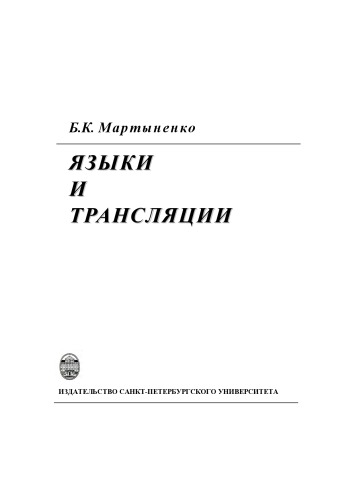 Б.К. Мартыненко
ЯЗЫКИ
И
ТРАНСЛЯЦИИ
ИЗДАТЕЛЬСТВО САНКТ-ПЕТЕРБУРГСКОГО УНИВЕРСИТЕТА